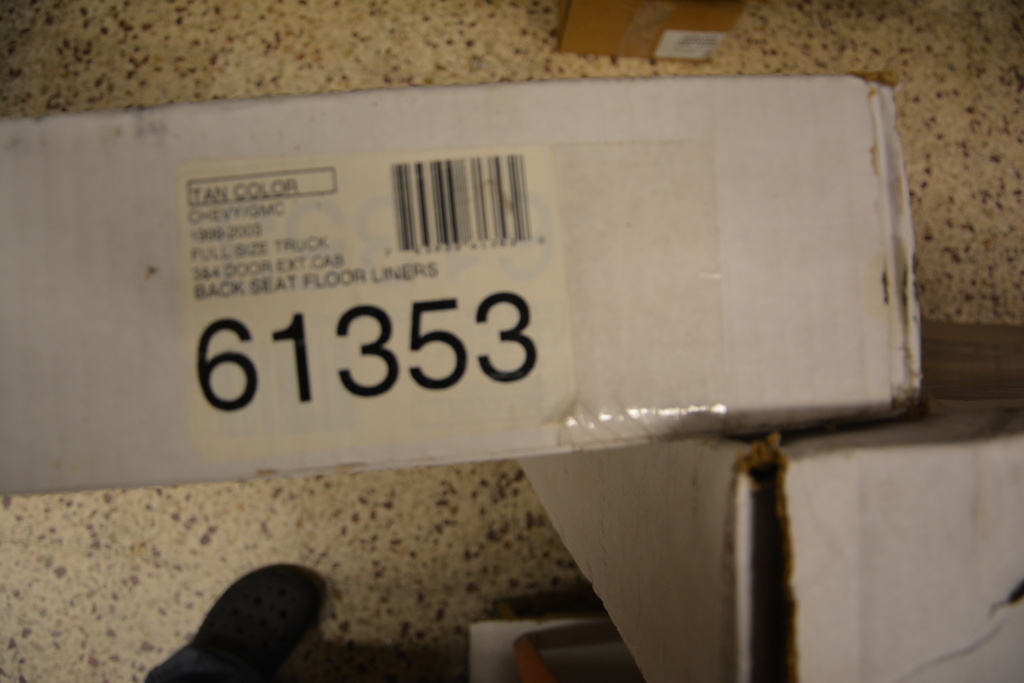 TAN COLOR
CHEVY/GMC
1999-2003
FULL SIZE TRUCK
3&4 DOOR EXT.CAB
BACK SEAT FLOOR LINERS
61353